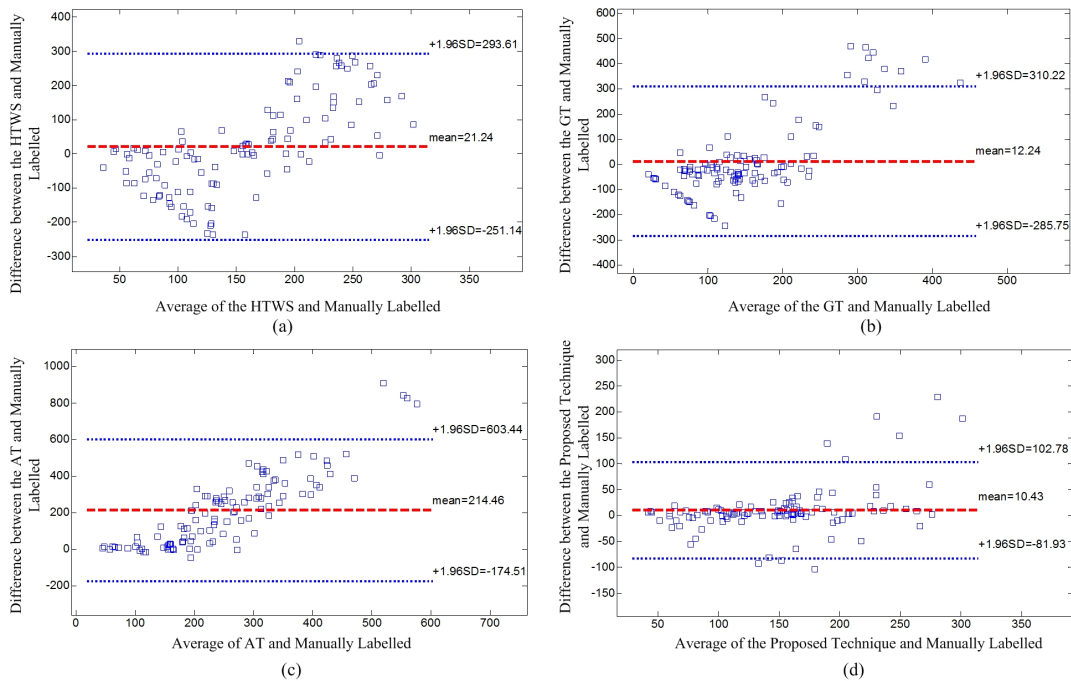 400
300
200
100
0
-100
-200
-300
50
100
150
200
250
300
350
+1.96SD=293.61
mean=21.24
+1.96SD=-251.14
Difference between the HTWS and Manually
Labelled
Average of the HTWS and Manually Labelled
(a)
600
500
400
300
200
100
0
-100
-200
-300
-400
0
100
200
300
400
500
+1.96SD=310.22
mean=12.24
+1.96SD=-285.75
Difference between the GT and Manually
Labelled
Average of the GT and Manually Labelled
(b)
1000
800
600
400
200
0
-200
0
100
200
300
400
500
600
700
+1.96SD=603.44
mean=214.46
+1.96SD=-174.51
Difference between the AT and Manually
Labelled
Average of AT and Manually Labelled
(c)
300
250
200
150
100
50
0
-50
-100
-150
50
100
150
200
250
300
350
+1.96SD=102.78
mean=10.43
+1.96SD=-81.93
Difference between the Proposed Technique
and Manually Labelled
Average of the Proposed Technique and Manually Labelled
(d)